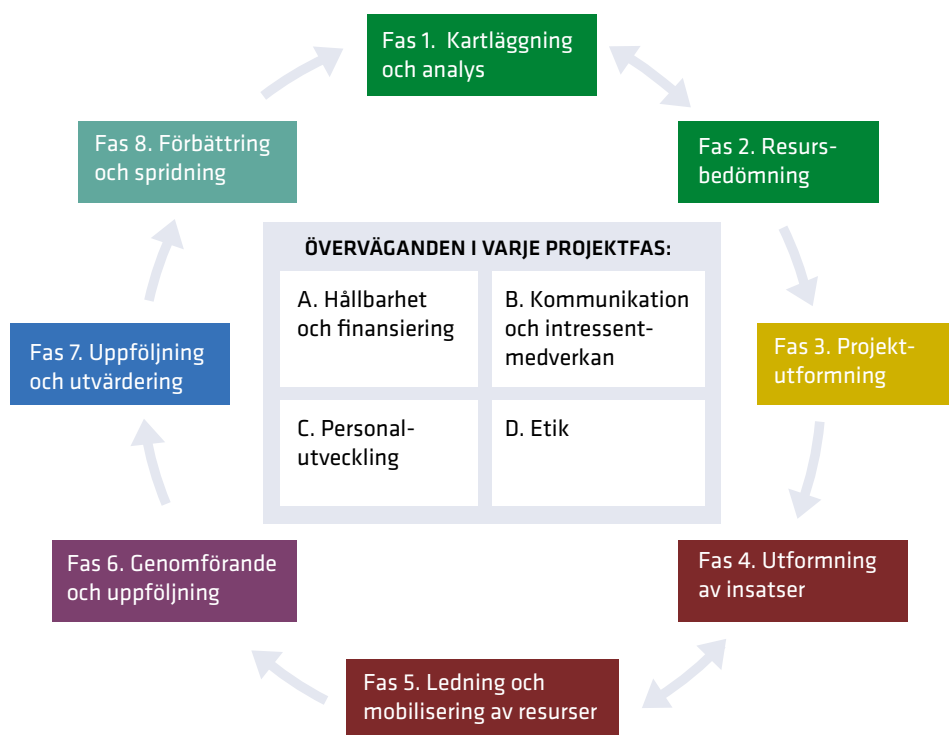 Fas 1. Kartläggning
och analys
Fas 2. Resurs-
bedömning
Fas 3. Projekt-
utformning
Fas 4. Utformning
av insatser
Fas 5. Ledning och
mobilisering av resurser
Fas 6. Genomförande
och uppföljning
Fas 7. Uppföljning
och utvärdering
Fas 8. Förbättring
och spridning
ÖVERVÄGANDEN I VARJE PROJEKTFAS:
A. Hållbarhet
och finansiering
B. Kommunikation
och intressent-
medverkan
C. Personal-
utveckling
D. Etik